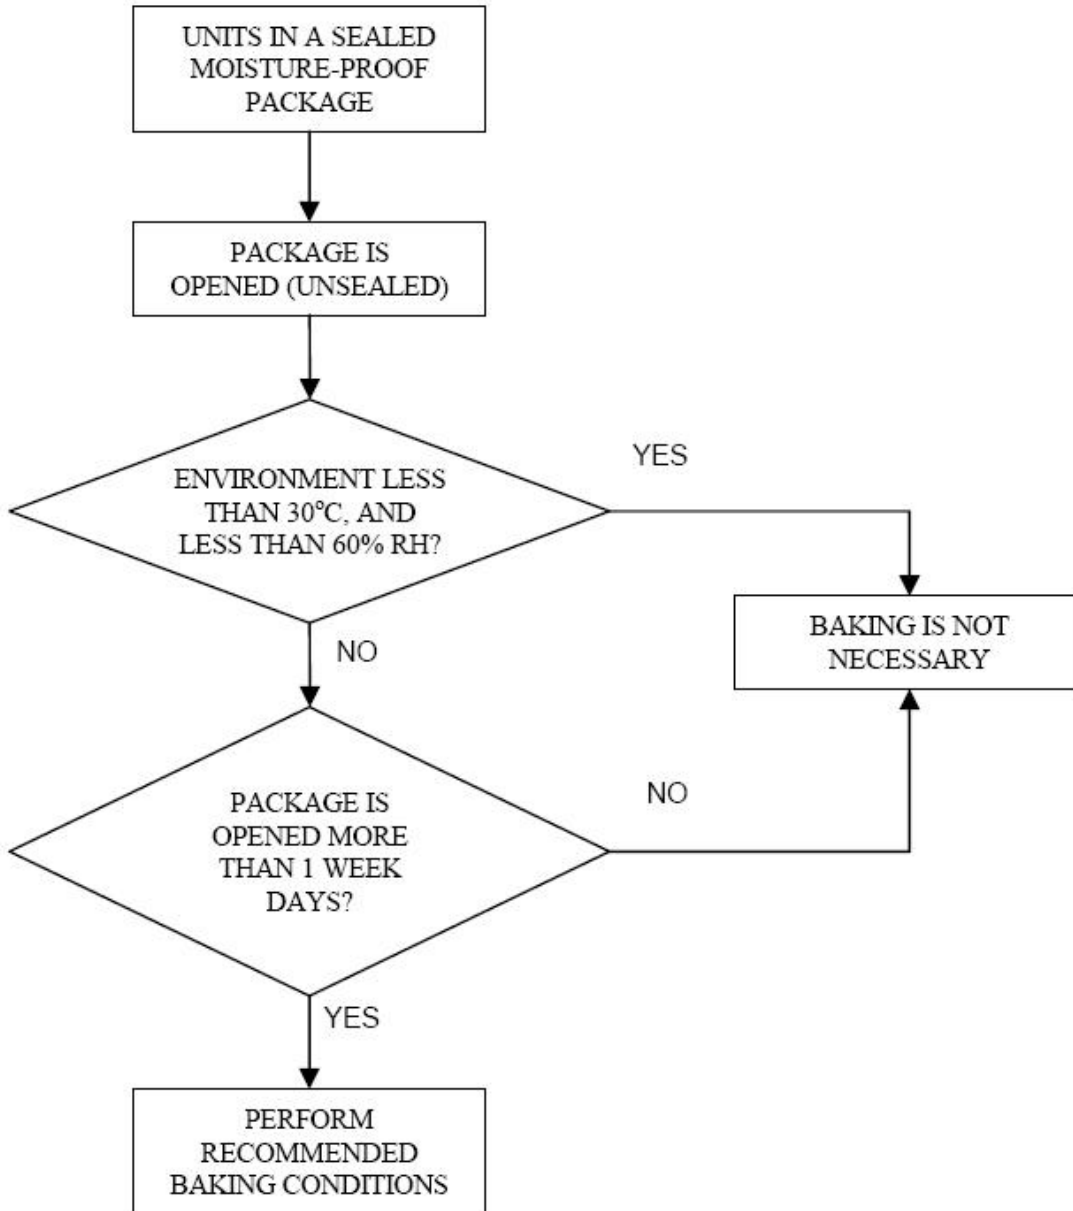 UNITS IN A SEALED
MOISTURE-PROOF
PACKAGE
PACKAGE IS
OPENED (UNSEALED)
YES
ENVIRONMENT LESS
THAN 30°C, AND
LESS THAN 60% RH?
BAKING IS NOT
NECESSARY
NO
NO
PACKAGE IS
OPENED MORE
THAN 1 WEEK
DAYS?
YES
PERFORM
RECOMMENDED
BAKING CONDITIONS